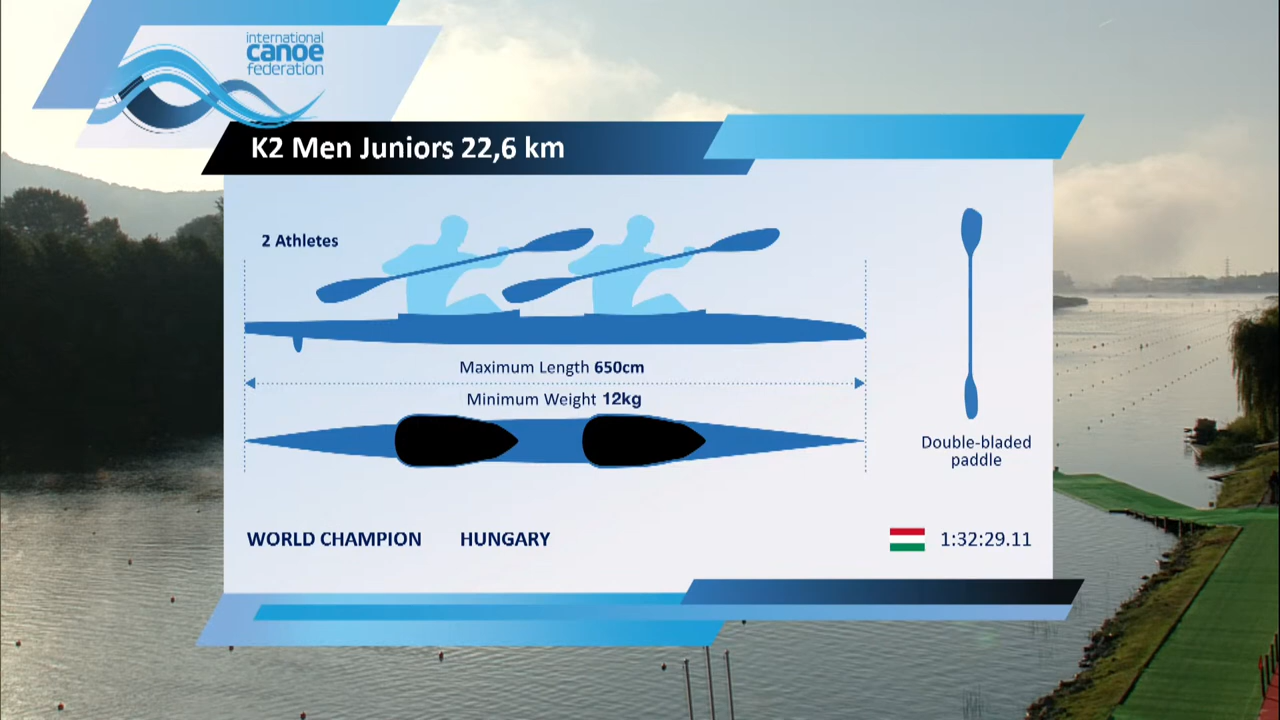 international
canoe
federation
K2 Men Juniors 22,6 km
2 Athletes
Maximum Length 650cm
Minimum Weight 12kg
Double-bladed
paddle
WORLD CHAMPION HUNGARY 1:32:29.11